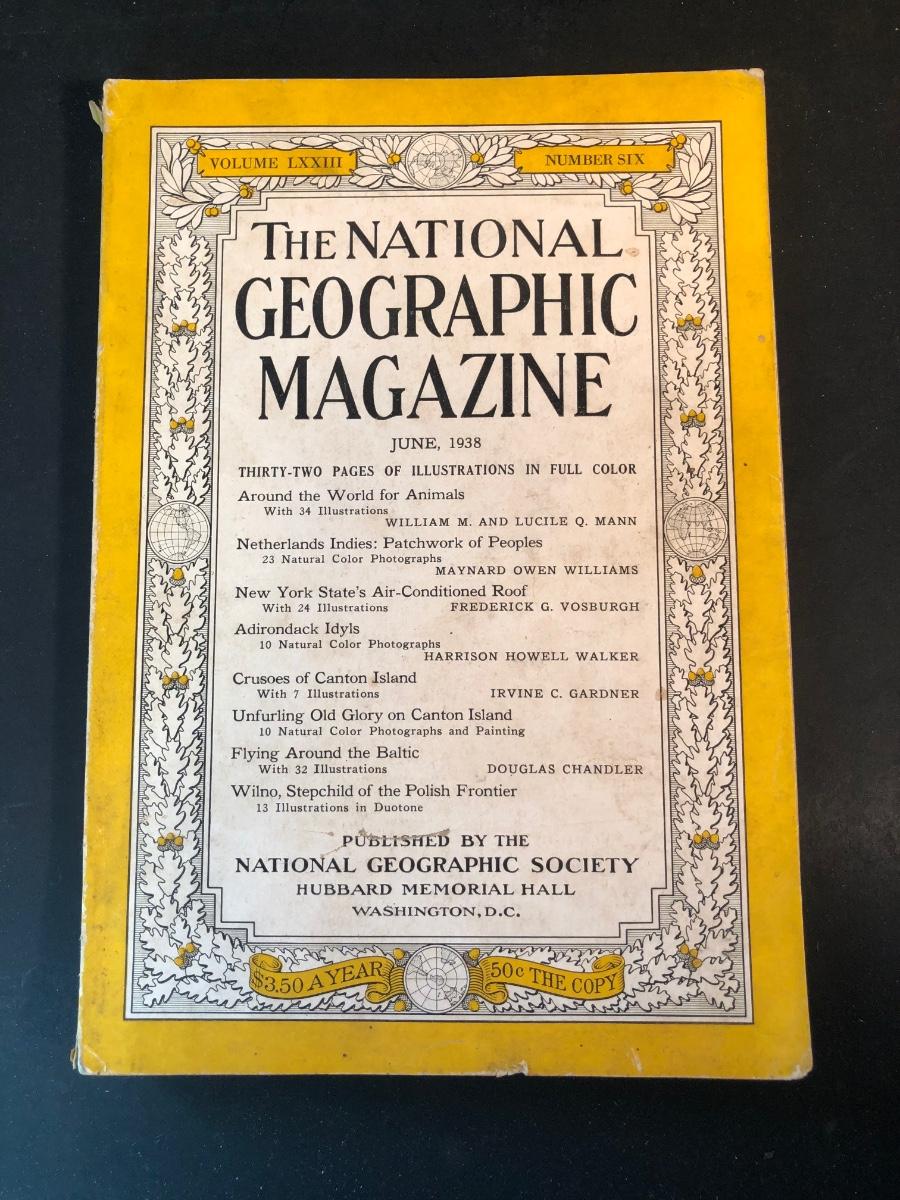 VOLUME LXXIII
NUMBER SIX
THE NATIONAL
GEOGRAPHIC
MAGAZINE
JUNE, 1938
THIRTY-TWO PAGES OF ILLUSTRATIONS IN FULL COLOR
Around the World for Animals
With 34 Illustrations
WILLIAM M. AND LUCILE Q. MANN
Netherlands Indies: Patchwork of Peoples
23 Natural Color Photographs
MAYNARD OWEN WILLIAMS
New York State's Air-Conditioned Roof
With 24 Illustrations FREDERICK G. VOSBURGH
Adirondack Idyls
10 Natural Color Photographs
HARRISON HOWELL WALKER
Crusoes of Canton Island
With 7 Illustrations IRVINE C. GARDNER
Unfurling Old Glory on Canton Island
10 Natural Color Photographs and Painting
Flying Around the Baltic
With 32 Illustrations DOUGLAS CHANDLER
Wilno, Stepchild of the Polish Frontier
13 Illustrations in Duotone
PUBLISHED BY THE
NATIONAL GEOGRAPHIC SOCIETY
HUBBARD MEMORIAL HALL
WASHINGTON, D.C.
$3.50 A YEAR
50c THE COPY